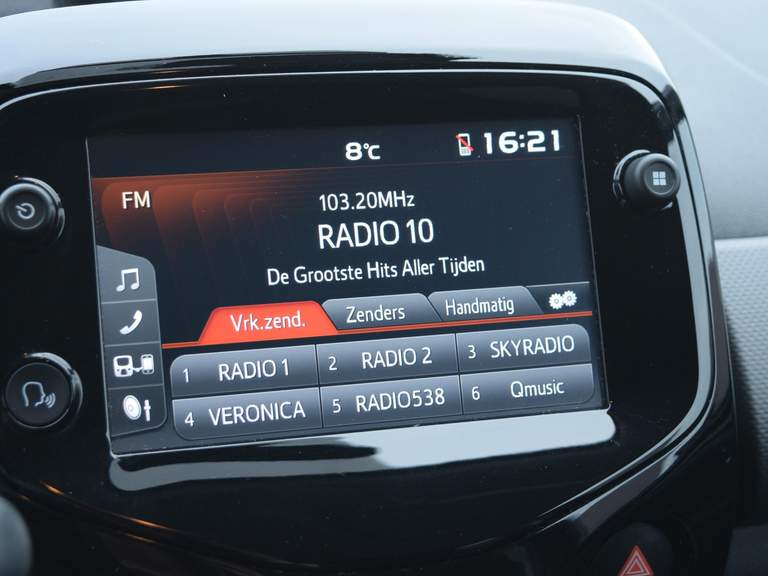 8°C 16:21
FM
103.20MHz
RADIO 10
De Grootste Hits Aller Tijden
Vrk.zend. Zenders Handmatig
1 RADIO 1 2 RADIO 2 3 SKYRADIO
4 VERONICA 5 RADIO538 6 Qmusic